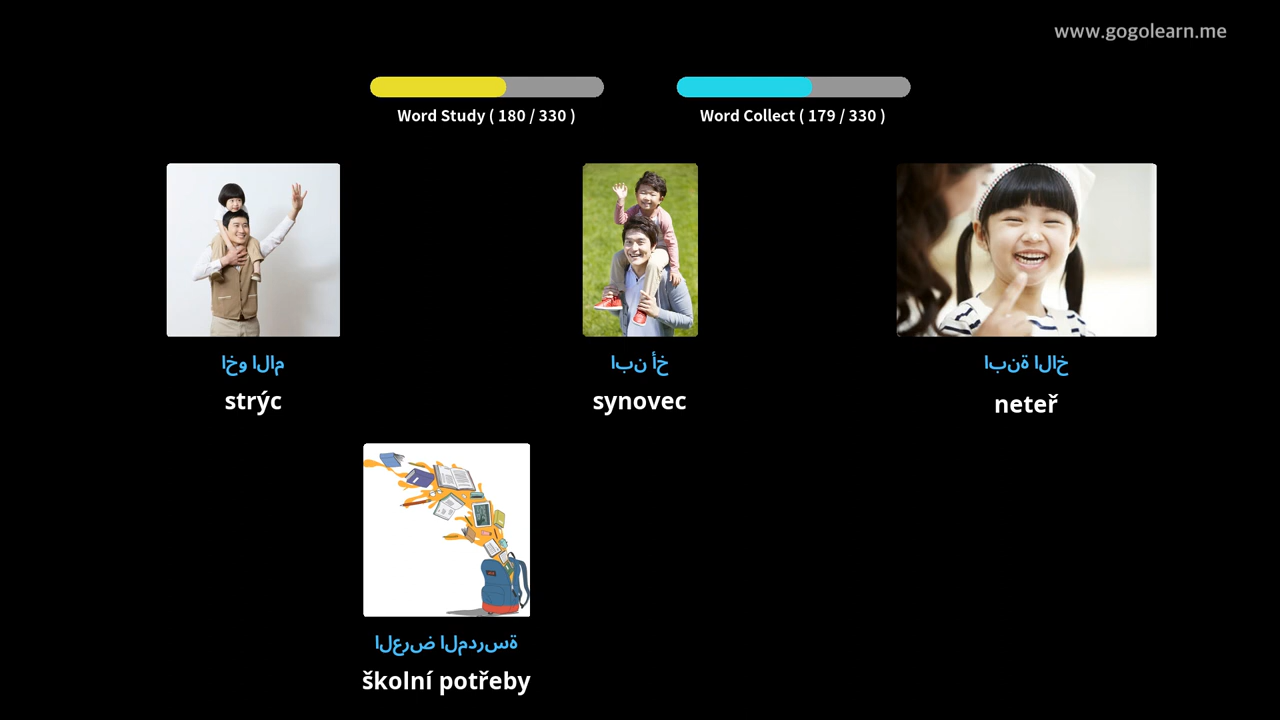 www.gogolearn.me
Word Study ( 180 / 330 )
Word Collect ( 179 / 330 )
اخو الام
strýc
ابن أخ
synovec
ابنة الاخ
neteř
العرض المدرسة
školní potřeby